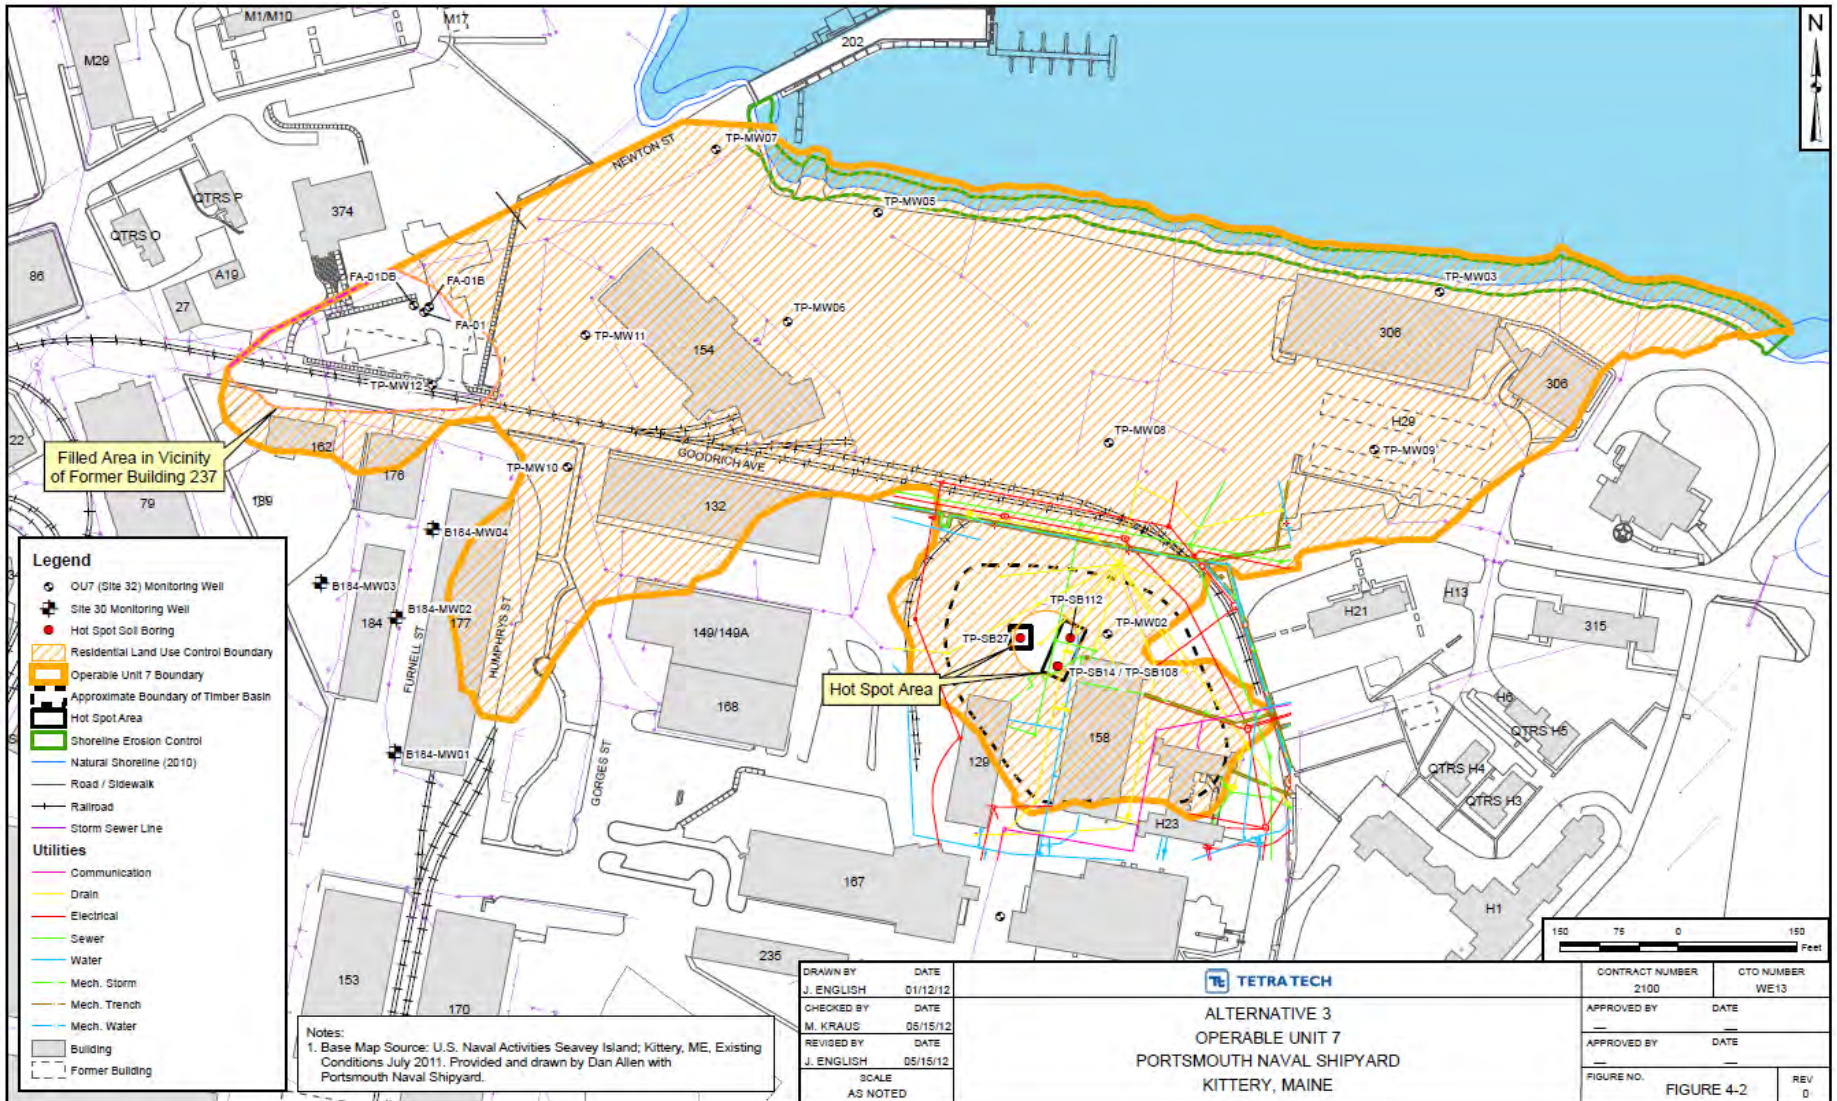 M1/M10
M17
M29
202
N
NEWTON ST
TP-MW07
QTRS P
374
TP-MW05
QTRS O
A19
86
27
FA-01DB
FA-01B
FA-01
TP-MW03
TP-MW06
TP-MW11
154
306
306
TP-MW12
H29
TP-MW08
TP-MW09
22
162
Filled Area in Vicinity
of Former Building 237
176
TP-MW10
GOODRICH AVE
79
189
132
B184-MW04
B184-MW03
B184-MW02
184
177
FURNELL ST
HUMPHRYS ST
149/149A
TP-SB112
TP-SB27
TP-MW02
TP-SB14 / TP-SB108
Hot Spot Area
H21
H13
315
168
B184-MW01
GORGES ST
129
158
H6
QTRS H5
QTRS H4
QTRS H3
H23
167
H1
235
153
170
Legend
OU7 (Site 32) Monitoring Well
Site 30 Monitoring Well
Hot Spot Soil Boring
Residential Land Use Control Boundary
Operable Unit 7 Boundary
Approximate Boundary of Timber Basin
Hot Spot Area
Shoreline Erosion Control
Natural Shoreline (2010)
Road / Sidewalk
Railroad
Storm Sewer Line
Utilities
Communication
Drain
Electrical
Sewer
Water
Mech. Storm
Mech. Trench
Mech. Water
Building
Former Building
Notes:
1. Base Map Source: U.S. Naval Activities Seavey Island; Kittery, ME, Existing
Conditions July 2011. Provided and drawn by Dan Allen with
Portsmouth Naval Shipyard.
150 75 0 150
Feet
DRAWN BY DATE
J. ENGLISH 01/12/12
CHECKED BY DATE
M. KRAUS 05/15/12
REVISED BY DATE
J. ENGLISH 05/15/12
SCALE
AS NOTED
TETRA TECH
ALTERNATIVE 3
OPERABLE UNIT 7
PORTSMOUTH NAVAL SHIPYARD
KITTERY, MAINE
CONTRACT NUMBER
2100
CTO NUMBER
WE13
APPROVED BY DATE
— —
APPROVED BY DATE
— —
FIGURE NO.
FIGURE 4-2
REV
0